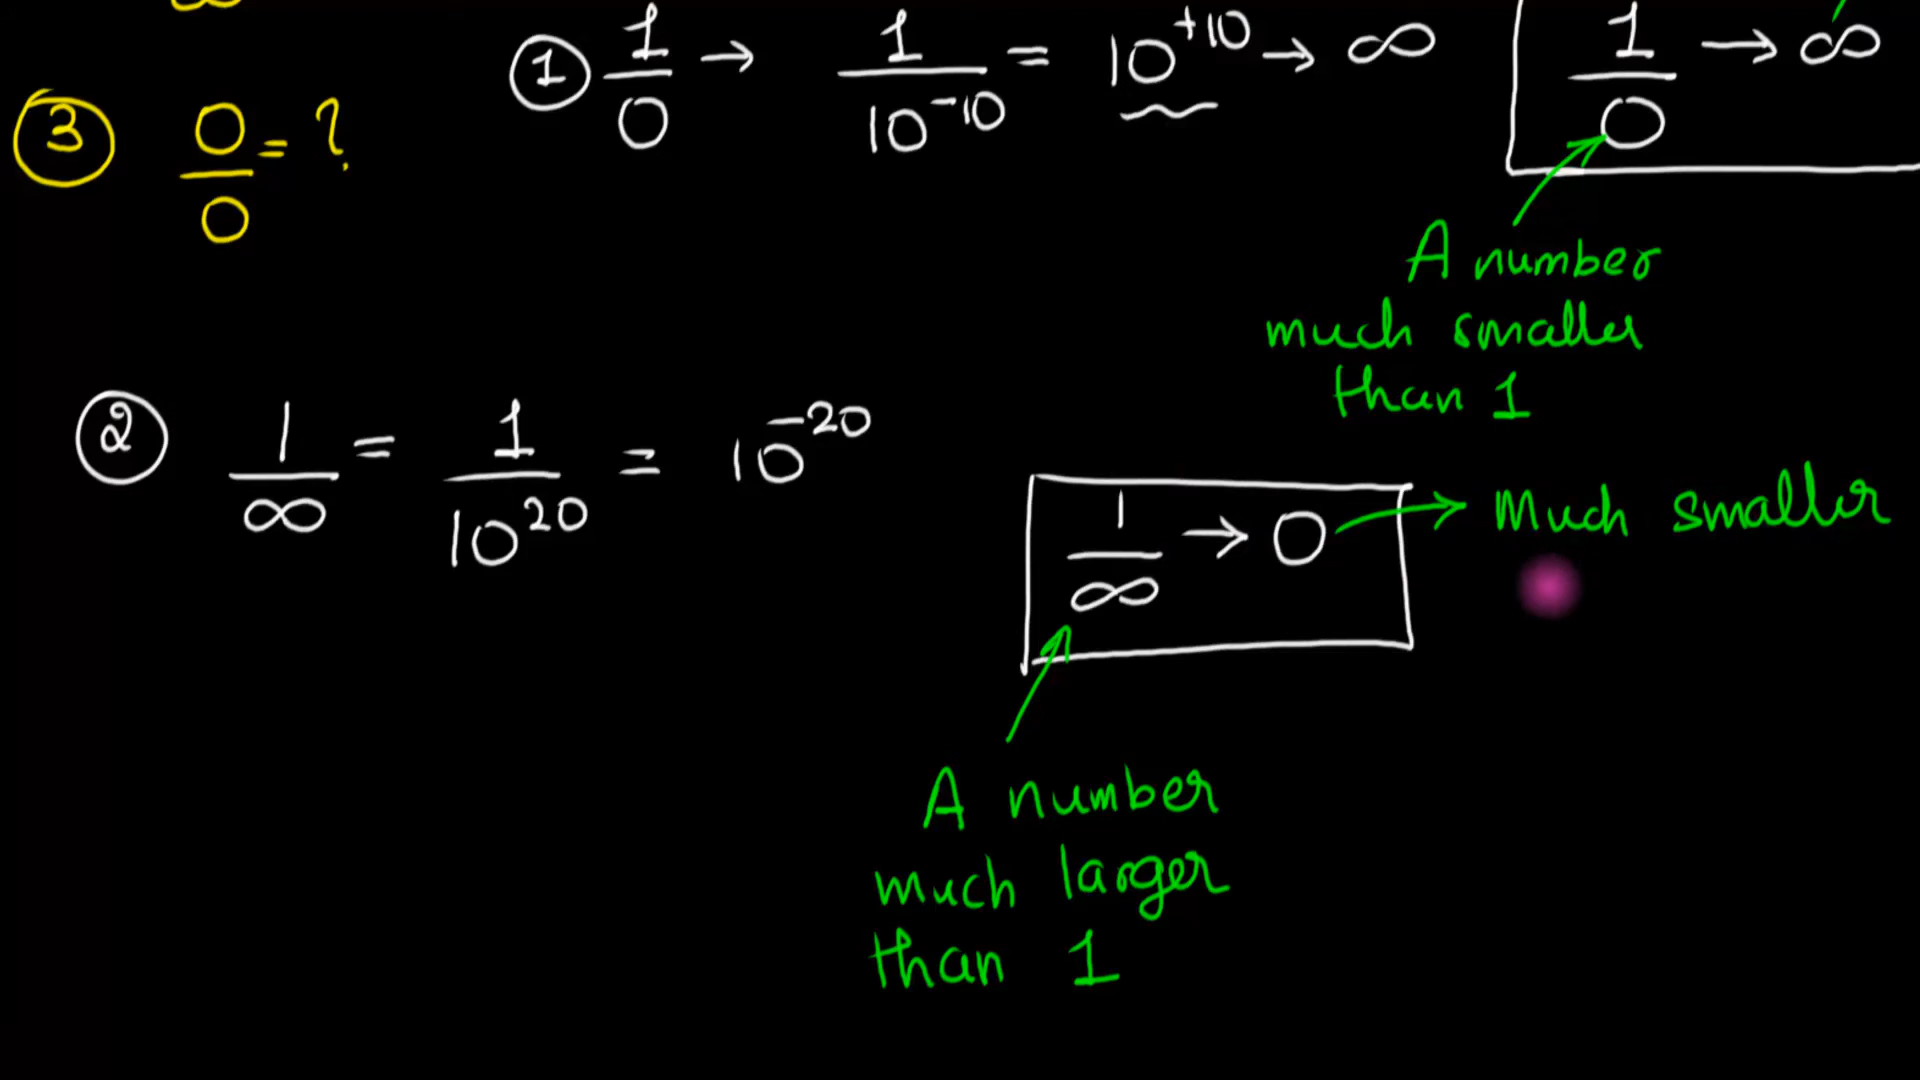 ① 1/0 → 1/10⁻¹⁰ = 10⁺¹⁰ → ∞
1/0 → ∞
③ 0/0 = ?
A number
much smaller
than 1
② 1/∞ = 1/10²⁰ = 10⁻²⁰
1/∞ → 0 → Much smaller
A number
much larger
than 1